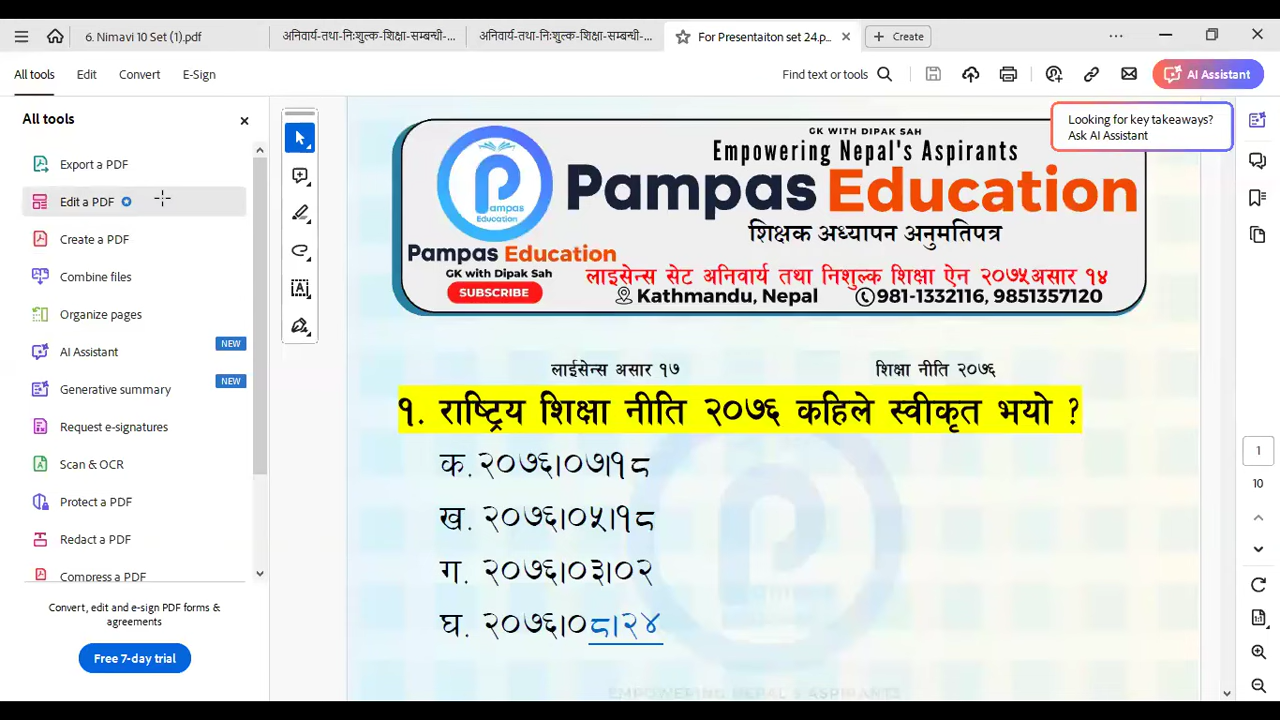 6. Nimavi 10 Set (1).pdf
अनिवार्य-तथा-निःशुल्क-शिक्षा-सम्बन्धी-...
अनिवार्य-तथा-निःशुल्क-शिक्षा-सम्बन्धी-...
For Presentaiton set 24.p...
Create
All tools
Edit
Convert
E-Sign
Find text or tools
AI Assistant
All tools
Export a PDF
Edit a PDF
Create a PDF
Combine files
Organize pages
AI Assistant NEW
Generative summary NEW
Request e-signatures
Scan & OCR
Protect a PDF
Redact a PDF
Compress a PDF
Convert, edit and e-sign PDF forms &
agreements
Free 7-day trial
Looking for key takeaways?
Ask AI Assistant
GK WITH DIPAK SAH
Empowering Nepal's Aspirants
Pampas Education
शिक्षक अध्यापन अनुमतिपत्र
Pampas
Education
Pampas Education
GK with Dipak Sah
SUBSCRIBE
लाइसेन्स सेट अनिवार्य तथा निशुल्क शिक्षा ऐन २०७५असार १४
Kathmandu, Nepal 981-1332116, 9851357120
लाईसेन्स असार १७ शिक्षा नीति २०७६
१. राष्ट्रिय शिक्षा नीति २०७६ कहिले स्वीकृत भयो ?
क. २०७६।०७।१८
ख. २०७६।०५।१८
ग. २०७६।०३।०२
घ. २०७६।०८।२४
EMPOWERING NEPAL'S ASPIRANTS
1
10